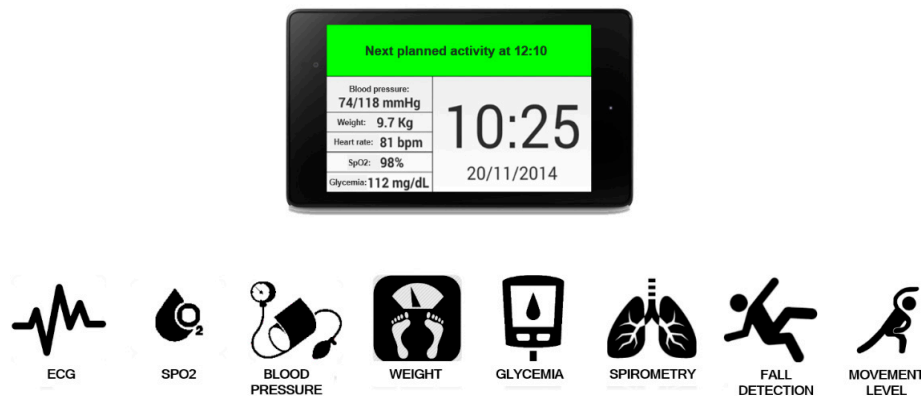 Next planned activity at 12:10
Blood pressure:
74/118 mmHg
Weight: 9.7 Kg
Heart rate: 81 bpm
SpO2: 98%
Glycemia: 112 mg/dL
10:25
20/11/2014
O2
ECG
SPO2
BLOOD
PRESSURE
WEIGHT
GLYCEMIA
SPIROMETRY
FALL
DETECTION
MOVEMENT
LEVEL